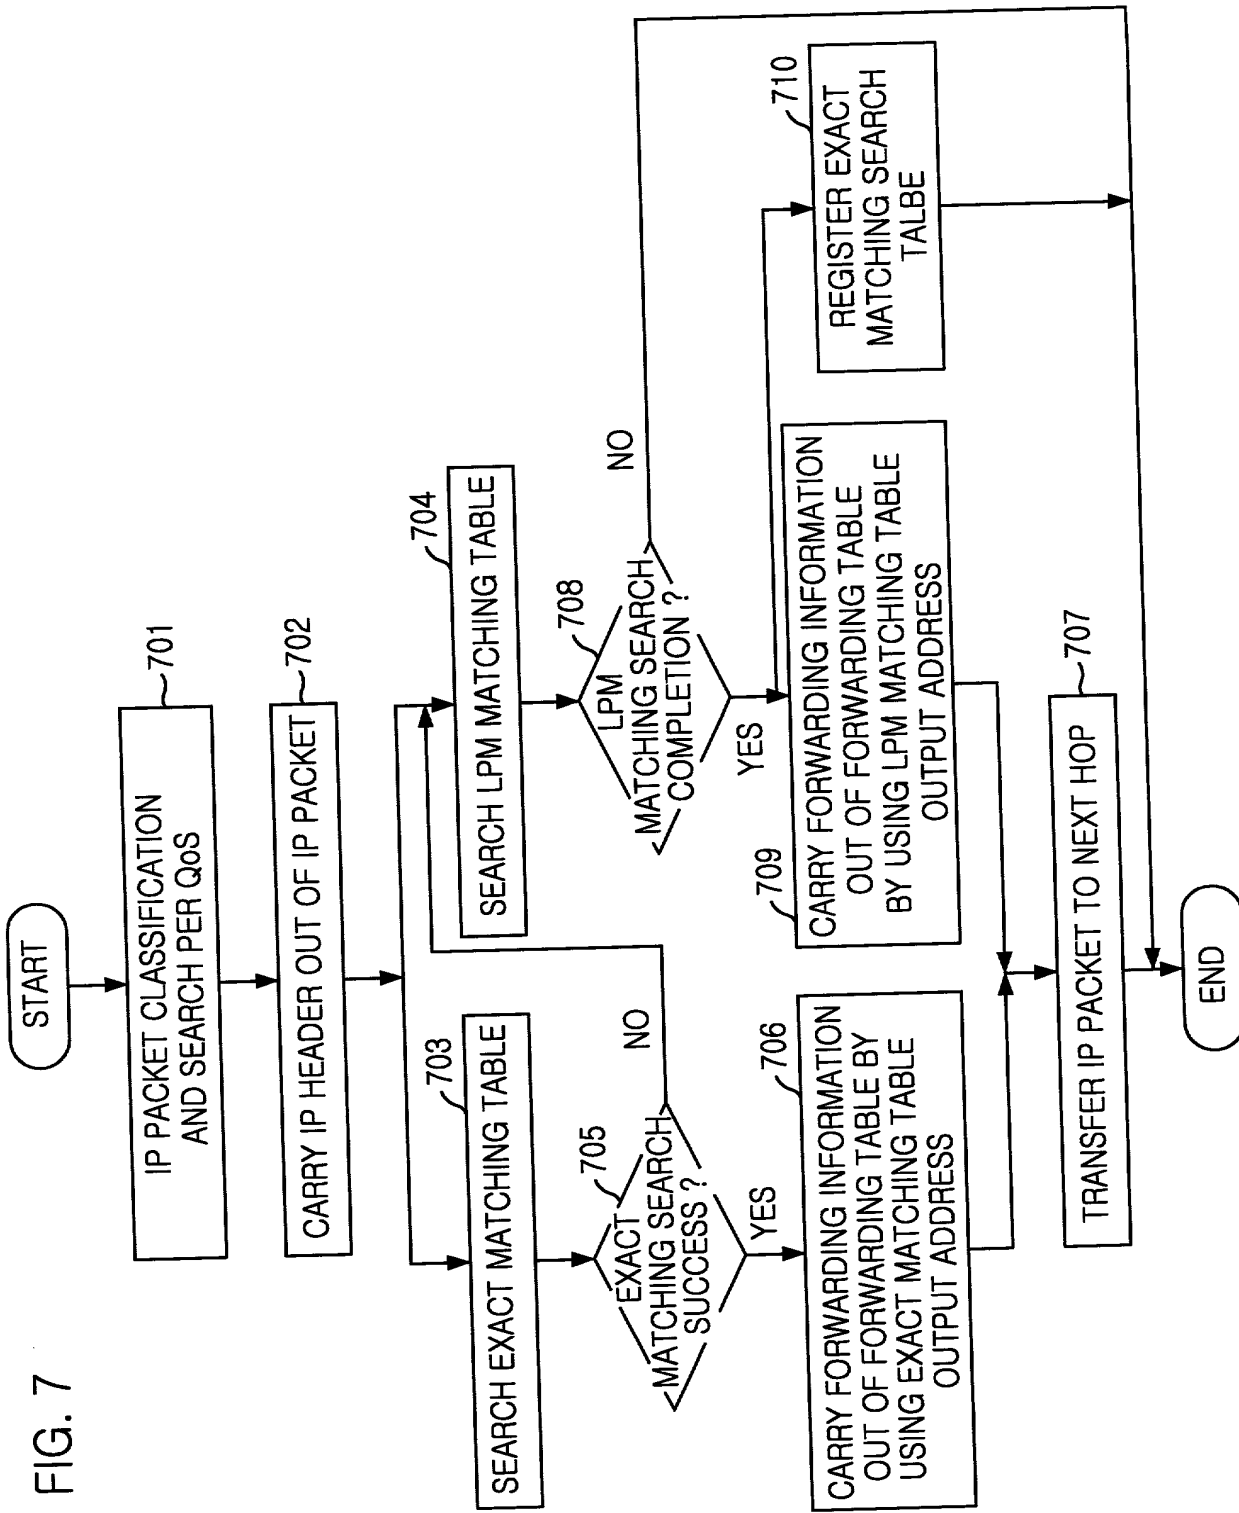 FIG. 7
START
IP PACKET CLASSIFICATION
AND SEARCH PER QoS
701
CARRY IP HEADER OUT OF IP PACKET
702
SEARCH EXACT MATCHING TABLE
703
SEARCH LPM MATCHING TABLE
704
EXACT
MATCHING SEARCH
SUCCESS ?
705
NO
YES
LPM
MATCHING SEARCH
COMPLETION ?
708
NO
YES
CARRY FORWARDING INFORMATION
OUT OF FORWARDING TABLE BY
USING EXACT MATCHING TABLE
OUTPUT ADDRESS
706
CARRY FORWARDING INFORMATION
OUT OF FORWARDING TABLE
BY USING LPM MATCHING TABLE
OUTPUT ADDRESS
709
REGISTER EXACT
MATCHING SEARCH
TALBE
710
TRANSFER IP PACKET TO NEXT HOP
707
END